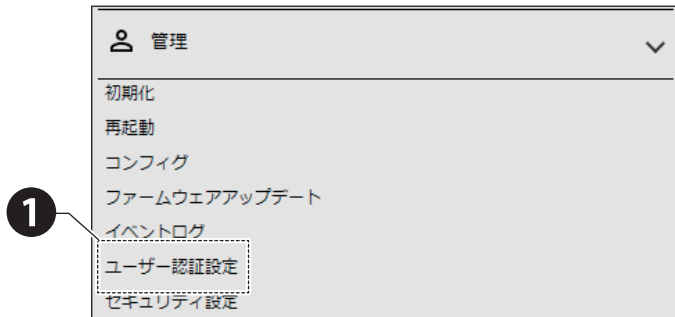 管理
初期化
再起動
コンフィグ
ファームウェアアップデート
イベントログ
1
ユーザー認証設定
セキュリティ設定